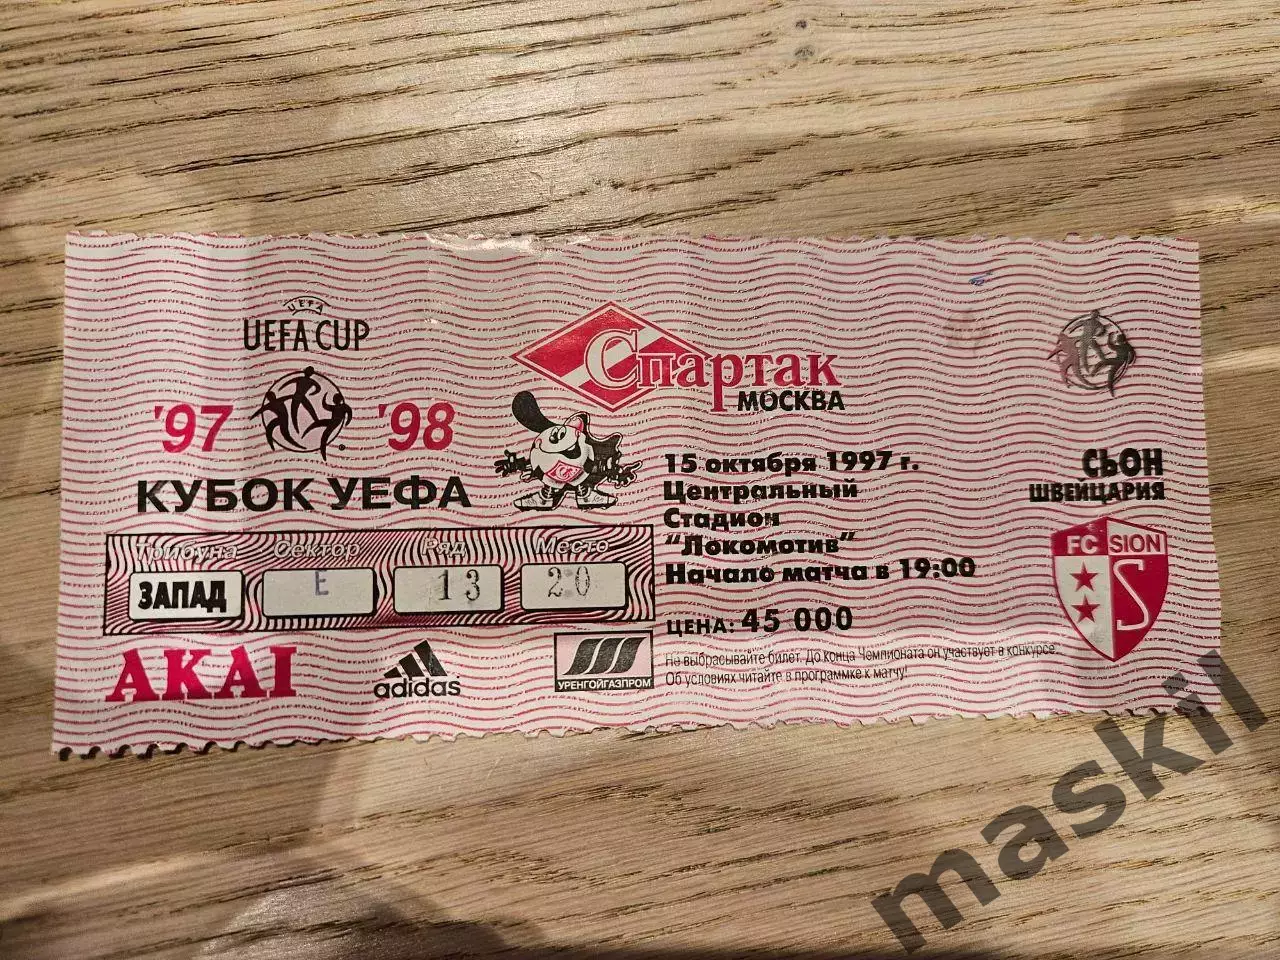 UEFA
UEFA CUP
'97 '98
КУБОК УЕФА
Трибуна Сектор Ряд Место
ЗАПАД Е 13 20
AKAI
adidas
УРЕНГОЙГАЗПРОМ
Спартак
МОСКВА
15 октября 1997 г.
Центральный
Стадион
"Локомотив"
Начало матча в 19:00
ЦЕНА: 45 000
Не выбрасывайте билет. До конца Чемпионата он участвует в конкурсе.
Об условиях читайте в программке к матчу!
СЬОН
ШВЕЙЦАРИЯ
FC SION
S
maskil